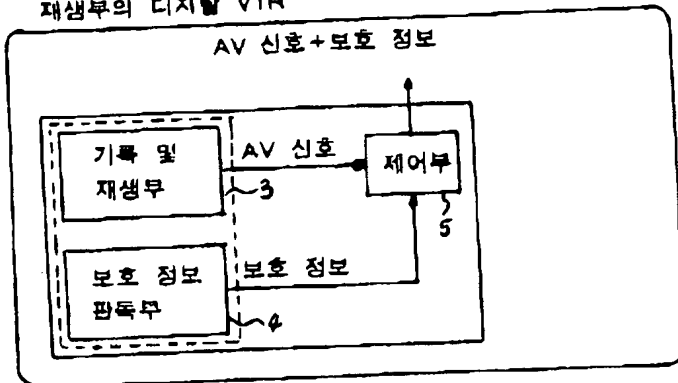 재생부의 디지탈 VTR
AV 신호+보호 정보
기록 및
재생부
AV 신호
제어부
3
5
보호 정보
판독부
보호 정보
4